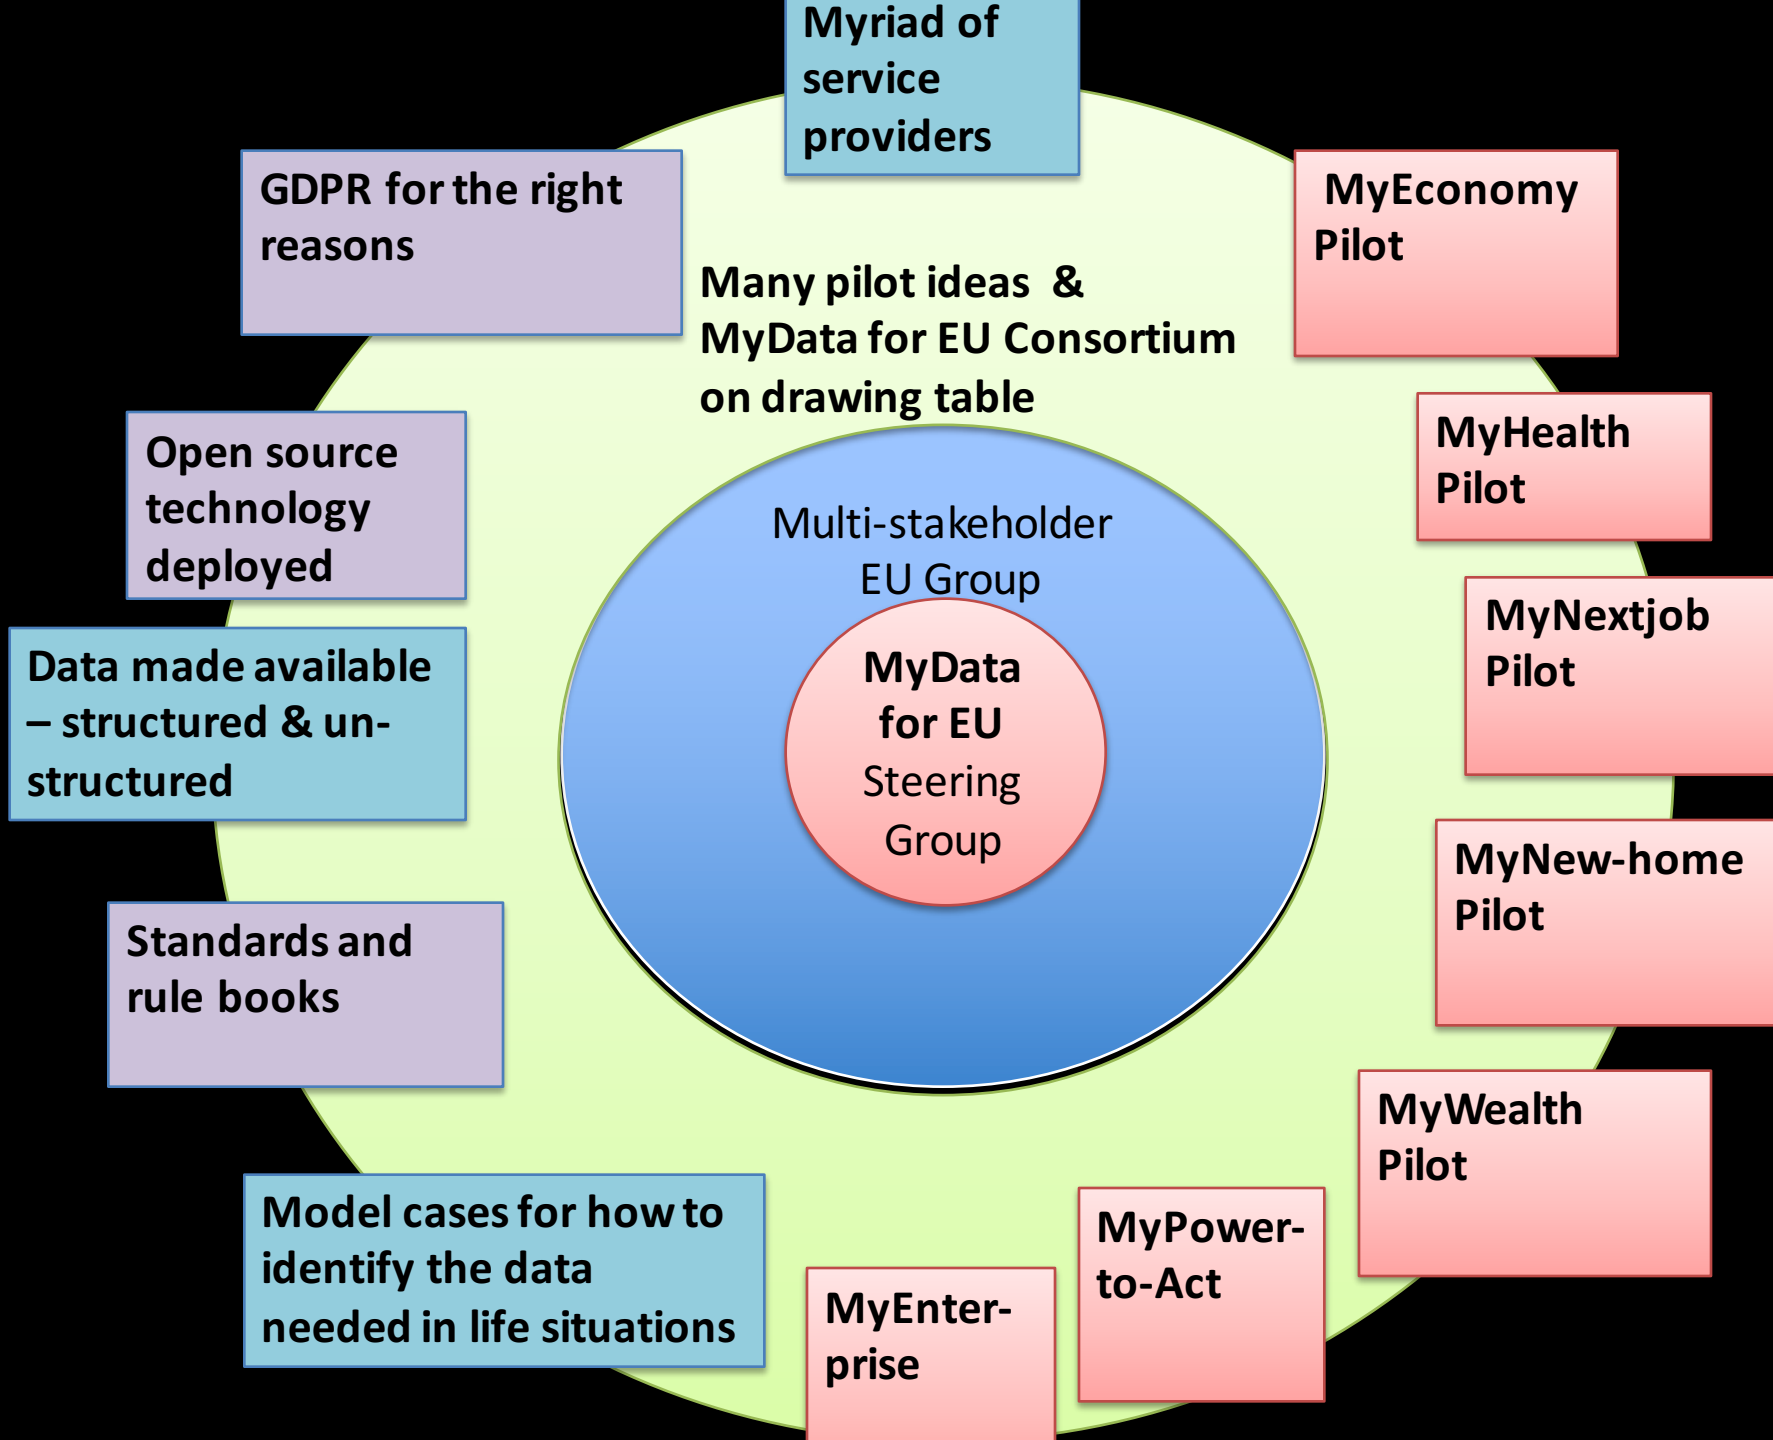 Myriad of
service
providers
GDPR for the right
reasons
MyEconomy
Pilot
Many pilot ideas &
MyData for EU Consortium
on drawing table
Open source
technology
deployed
MyHealth
Pilot
Multi-stakeholder
EU Group
MyNextjob
Pilot
Data made available
– structured & un-
structured
MyData
for EU
Steering
Group
MyNew-home
Pilot
Standards and
rule books
MyWealth
Pilot
Model cases for how to
identify the data
needed in life situations
MyPower-
to-Act
MyEnter-
prise